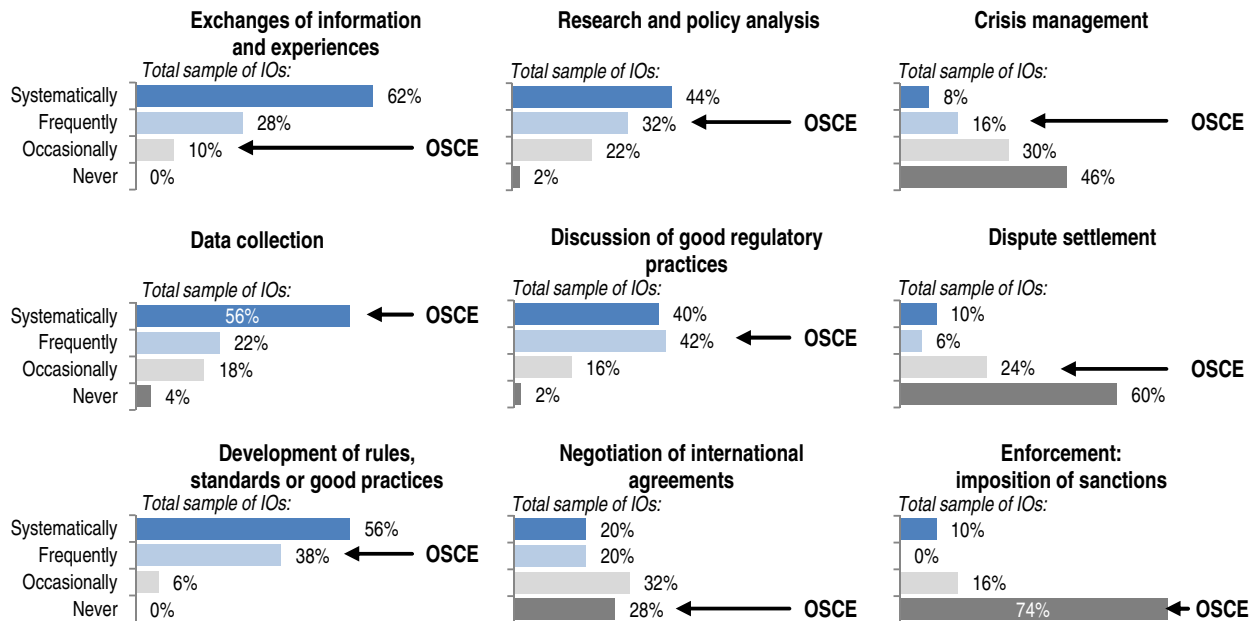 Exchanges of information
and experiences
Total sample of IOs:
Systematically 62%
Frequently 28%
Occasionally 10% OSCE
Never 0%
Research and policy analysis
Total sample of IOs:
44%
32% OSCE
22%
2%
Crisis management
Total sample of IOs:
8%
16% OSCE
30%
46%
Data collection
Total sample of IOs:
Systematically 56% OSCE
Frequently 22%
Occasionally 18%
Never 4%
Discussion of good regulatory
practices
Total sample of IOs:
40%
42% OSCE
16%
2%
Dispute settlement
Total sample of IOs:
10%
6%
24% OSCE
60%
Development of rules,
standards or good practices
Total sample of IOs:
Systematically 56%
Frequently 38% OSCE
Occasionally 6%
Never 0%
Negotiation of international
agreements
Total sample of IOs:
20%
20%
32%
28% OSCE
Enforcement:
imposition of sanctions
Total sample of IOs:
10%
0%
16%
74% OSCE